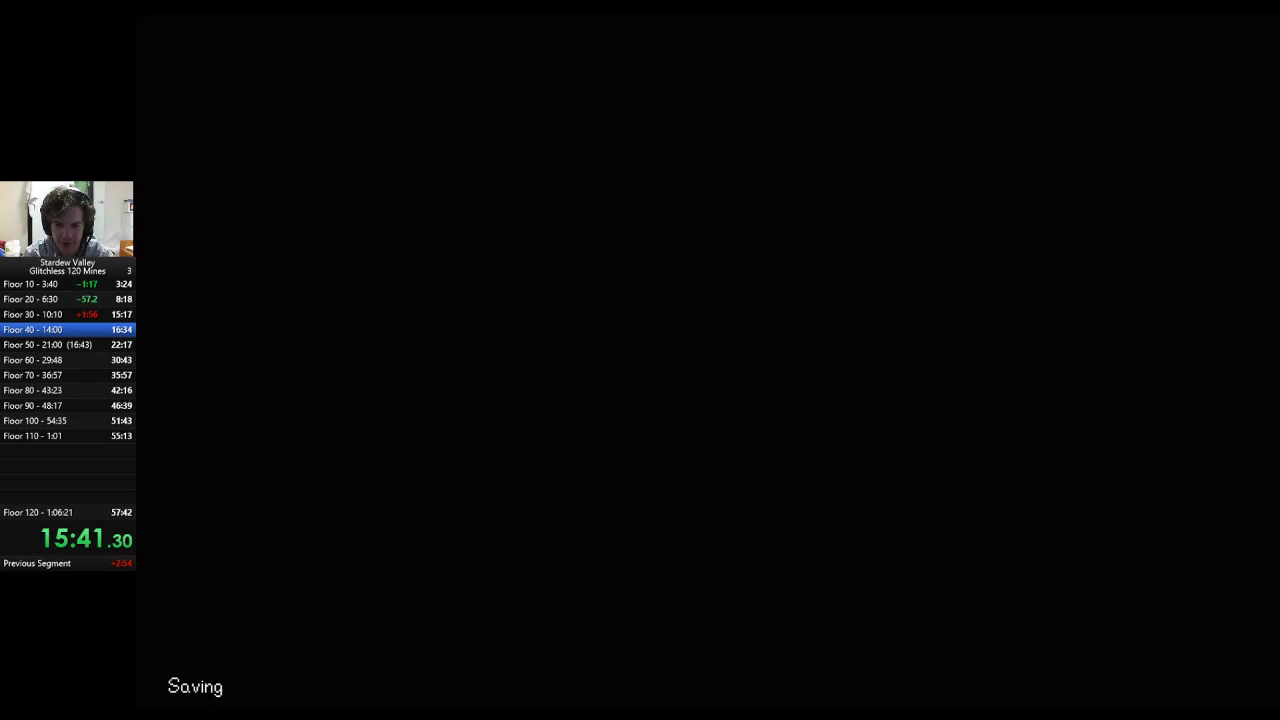 Stardew Valley
Glitchless 120 Mines 3
Floor 10 - 3:40 -1:17 3:24
Floor 20 - 6:30 -57.2 8:18
Floor 30 - 10:10 +1:56 15:17
Floor 40 - 14:00 16:34
Floor 50 - 21:00 (16:43) 22:17
Floor 60 - 29:48 30:43
Floor 70 - 36:57 35:57
Floor 80 - 43:23 42:16
Floor 90 - 48:17 46:39
Floor 100 - 54:35 51:43
Floor 110 - 1:01 55:13
Floor 120 - 1:06:21 57:42
15:41.30
Previous Segment +2:54
Saving